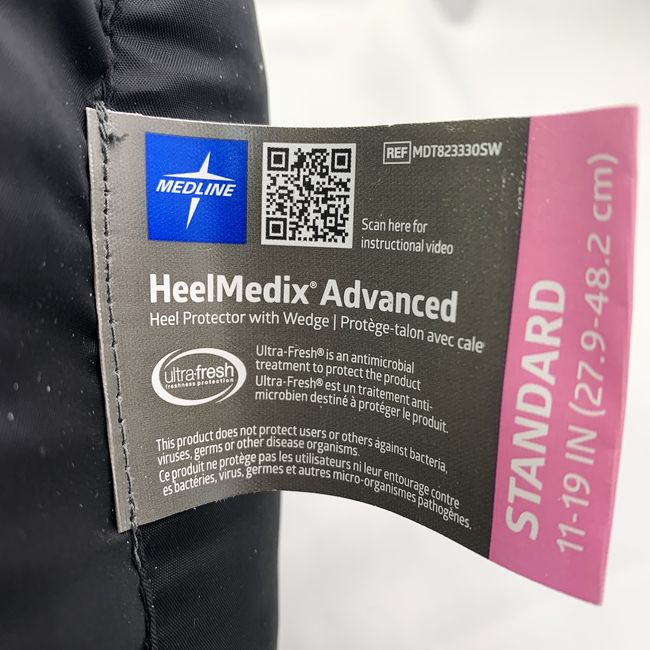 MEDLINE
REF MDT823330SW
Scan here for
instructional video
HeelMedix® Advanced
Heel Protector with Wedge | Protège-talon avec cale
ultra-fresh
freshness protection
Ultra-Fresh® is an antimicrobial
treatment to protect the product
Ultra-Fresh® est un traitement anti-
microbien destiné à protéger le produit.
This product does not protect users or others against bacteria,
viruses, germs or other disease organisms.
Ce produit ne protège pas les utilisateurs ni leur entourage contre
es bactéries, virus, germes et autres micro-organismes pathogènes.
STANDARD
11-19 IN (27.9-48.2 cm)